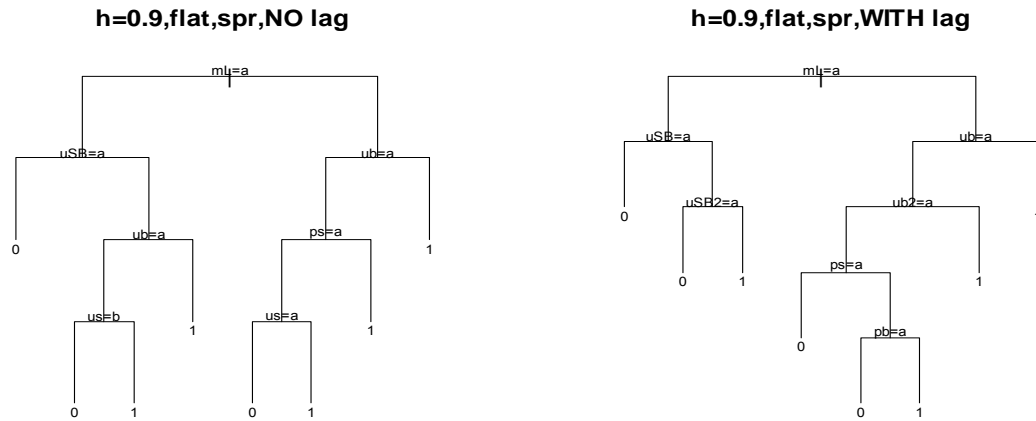 h=0.9,flat,spr,NO lag
mL=a
uSB=a
ub=a
0
ub=a
ps=a
1
us=b
1
us=a
1
0
1
0
1
h=0.9,flat,spr,WITH lag
mL=a
uSB=a
ub=a
0
uSB2=a
ub2=a
0
1
ps=a
1
0
pb=a
0
1